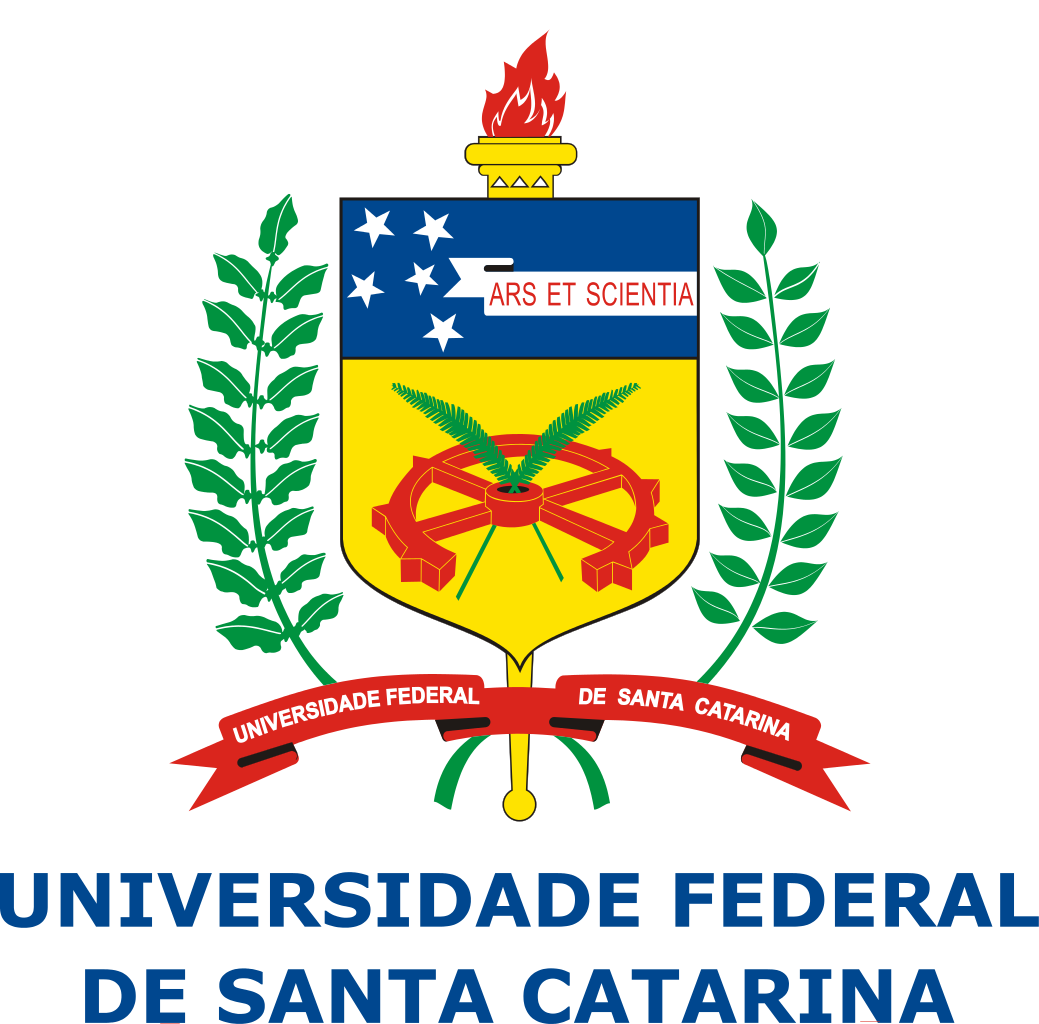 ARS ET SCIENTIA
UNIVERSIDADE FEDERAL DE SANTA CATARINA
UNIVERSIDADE FEDERAL
DE SANTA CATARINA